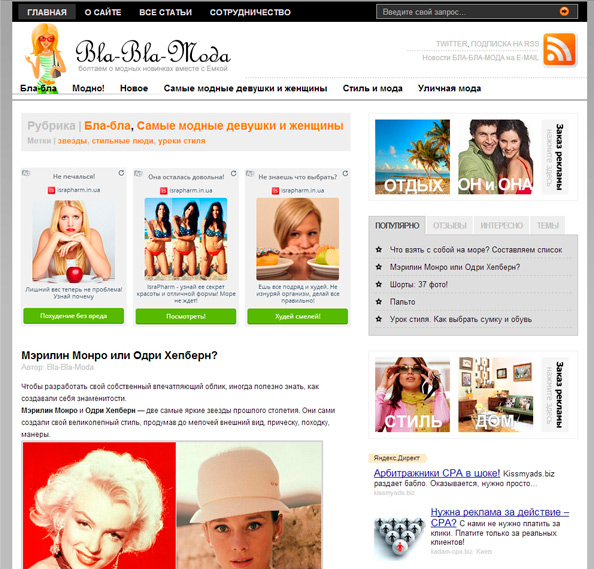 ГЛАВНАЯ О САЙТЕ ВСЕ СТАТЬИ СОТРУДНИЧЕСТВО
Введите свой запрос...
Bla-Bla-Moda
болтаем о модных новинках вместе с Ёмкой
TWITTER, ПОДПИСКА НА RSS
Новости БЛА-БЛА-МОДА на E-MAIL
Бла-бла Модно! Новое Самые модные девушки и женщины Стиль и мода Уличная мода
Рубрика | Бла-бла, Самые модные девушки и женщины
Метки | звезды, стильные люди, уроки стиля
Не печалься!
israpharm.in.ua
Лишний вес теперь не проблема!
Узнай почему
Похудение без вреда
Она осталась довольна!
israpharm.in.ua
IsraPharm - узнай ее секрет
красоты и отличной формы! Море
не ждет!
Посмотреть!
Не знаешь что выбрать?
israpharm.in.ua
Ешь все подряд и худей. Не
изнуряй организм, делай все
правильно!
Худей смелей!
Мэрилин Монро или Одри Хепберн?
Автор: Bla-Bla-Moda
Чтобы разработать свой собственный впечатляющий облик, иногда полезно знать, как
создавали себя знаменитости.
Мэрилин Монро и Одри Хепберн — две самые яркие звезды прошлого столетия. Они сами
создали свой великолепный стиль, продумав до мелочей внешний вид, прическу, походку,
манеры.
ОТДЫХ
ОН и ОНА
Заказ рекламы
нажмите здесь
ПОПУЛЯРНО ОТЗЫВЫ ИНТЕРЕСНО ТЕМЫ
Что взять с собой на море? Составляем список
Мэрилин Монро или Одри Хепберн?
Шорты: 37 фото!
Пальто
Урок стиля. Как выбрать сумку и обувь
СТИЛЬ
ДОМ
Заказ рекламы
нажмите здесь
Яндекс.Директ
Арбитражники CPA в шоке! Kissmyads.biz
раздает бабло. Оказывается, нужно просто...
kissmyads.biz
Нужна реклама за действие –
CPA? С нами не нужно платить за
клики. Платите только за реальных
клиентов!
kadam-cpa.biz Киев